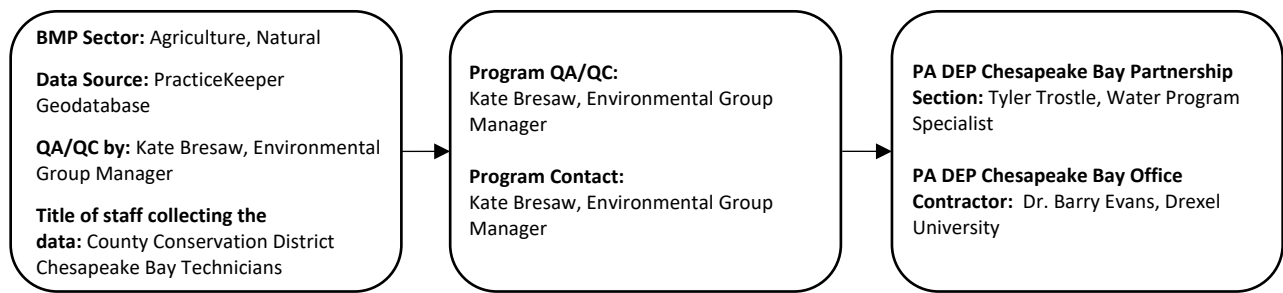 BMP Sector: Agriculture, Natural
Data Source: PracticeKeeper
Geodatabase
QA/QC by: Kate Bresaw, Environmental
Group Manager
Title of staff collecting the
data: County Conservation District
Chesapeake Bay Technicians
Program QA/QC:
Kate Bresaw, Environmental Group
Manager
Program Contact:
Kate Bresaw, Environmental Group
Manager
PA DEP Chesapeake Bay Partnership
Section: Tyler Trostle, Water Program
Specialist
PA DEP Chesapeake Bay Office
Contractor: Dr. Barry Evans, Drexel
University